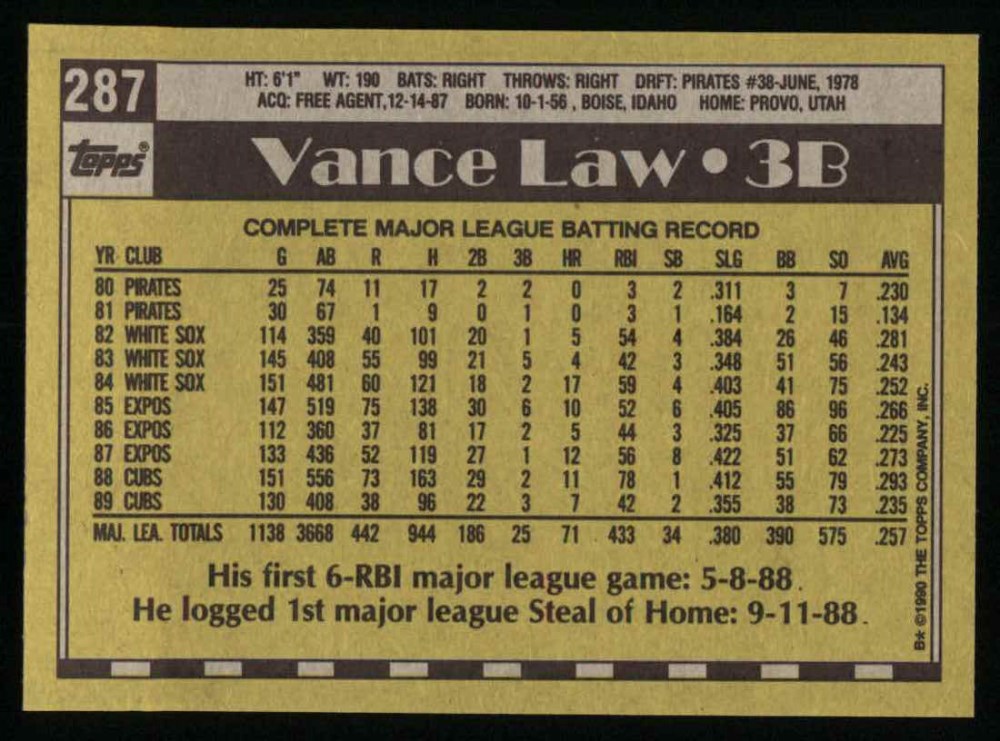 287
HT: 6'1" WT: 190 BATS: RIGHT THROWS: RIGHT DRFT: PIRATES #38-JUNE, 1978
ACQ: FREE AGENT,12-14-87 BORN: 10-1-56 , BOISE, IDAHO HOME: PROVO, UTAH
topps®
Vance Law • 3B
COMPLETE MAJOR LEAGUE BATTING RECORD
YR CLUB G AB R H 2B 3B HR RBI SB SLG BB SO AVG
80 PIRATES 25 74 11 17 2 2 0 3 2 .311 3 7 .230
81 PIRATES 30 67 1 9 0 1 0 3 1 .164 2 15 .134
82 WHITE SOX 114 359 40 101 20 1 5 54 4 .384 26 46 .281
83 WHITE SOX 145 408 55 99 21 5 4 42 3 .348 51 56 .243
84 WHITE SOX 151 481 60 121 18 2 17 59 4 .403 41 75 .252
85 EXPOS 147 519 75 138 30 6 10 52 6 .405 86 96 .266
86 EXPOS 112 360 37 81 17 2 5 44 3 .325 37 66 .225
87 EXPOS 133 436 52 119 27 1 12 56 8 .422 51 62 .273
88 CUBS 151 556 73 163 29 2 11 78 1 .412 55 79 .293
89 CUBS 130 408 38 96 22 3 7 42 2 .355 38 73 .235
MAJ. LEA. TOTALS 1138 3668 442 944 186 25 71 433 34 .380 390 575 .257
His first 6-RBI major league game: 5-8-88.
He logged 1st major league Steal of Home: 9-11-88.
B* ©1990 THE TOPPS COMPANY, INC.